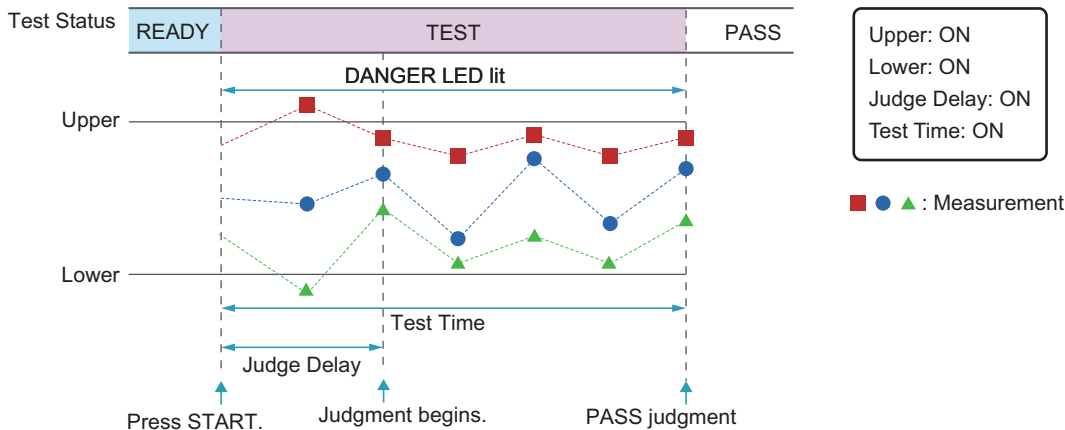 Test Status
READY
TEST
PASS
DANGER LED lit
Upper
Lower
Test Time
Judge Delay
Press START.
Judgment begins.
PASS judgment
Upper: ON
Lower: ON
Judge Delay: ON
Test Time: ON
: Measurement